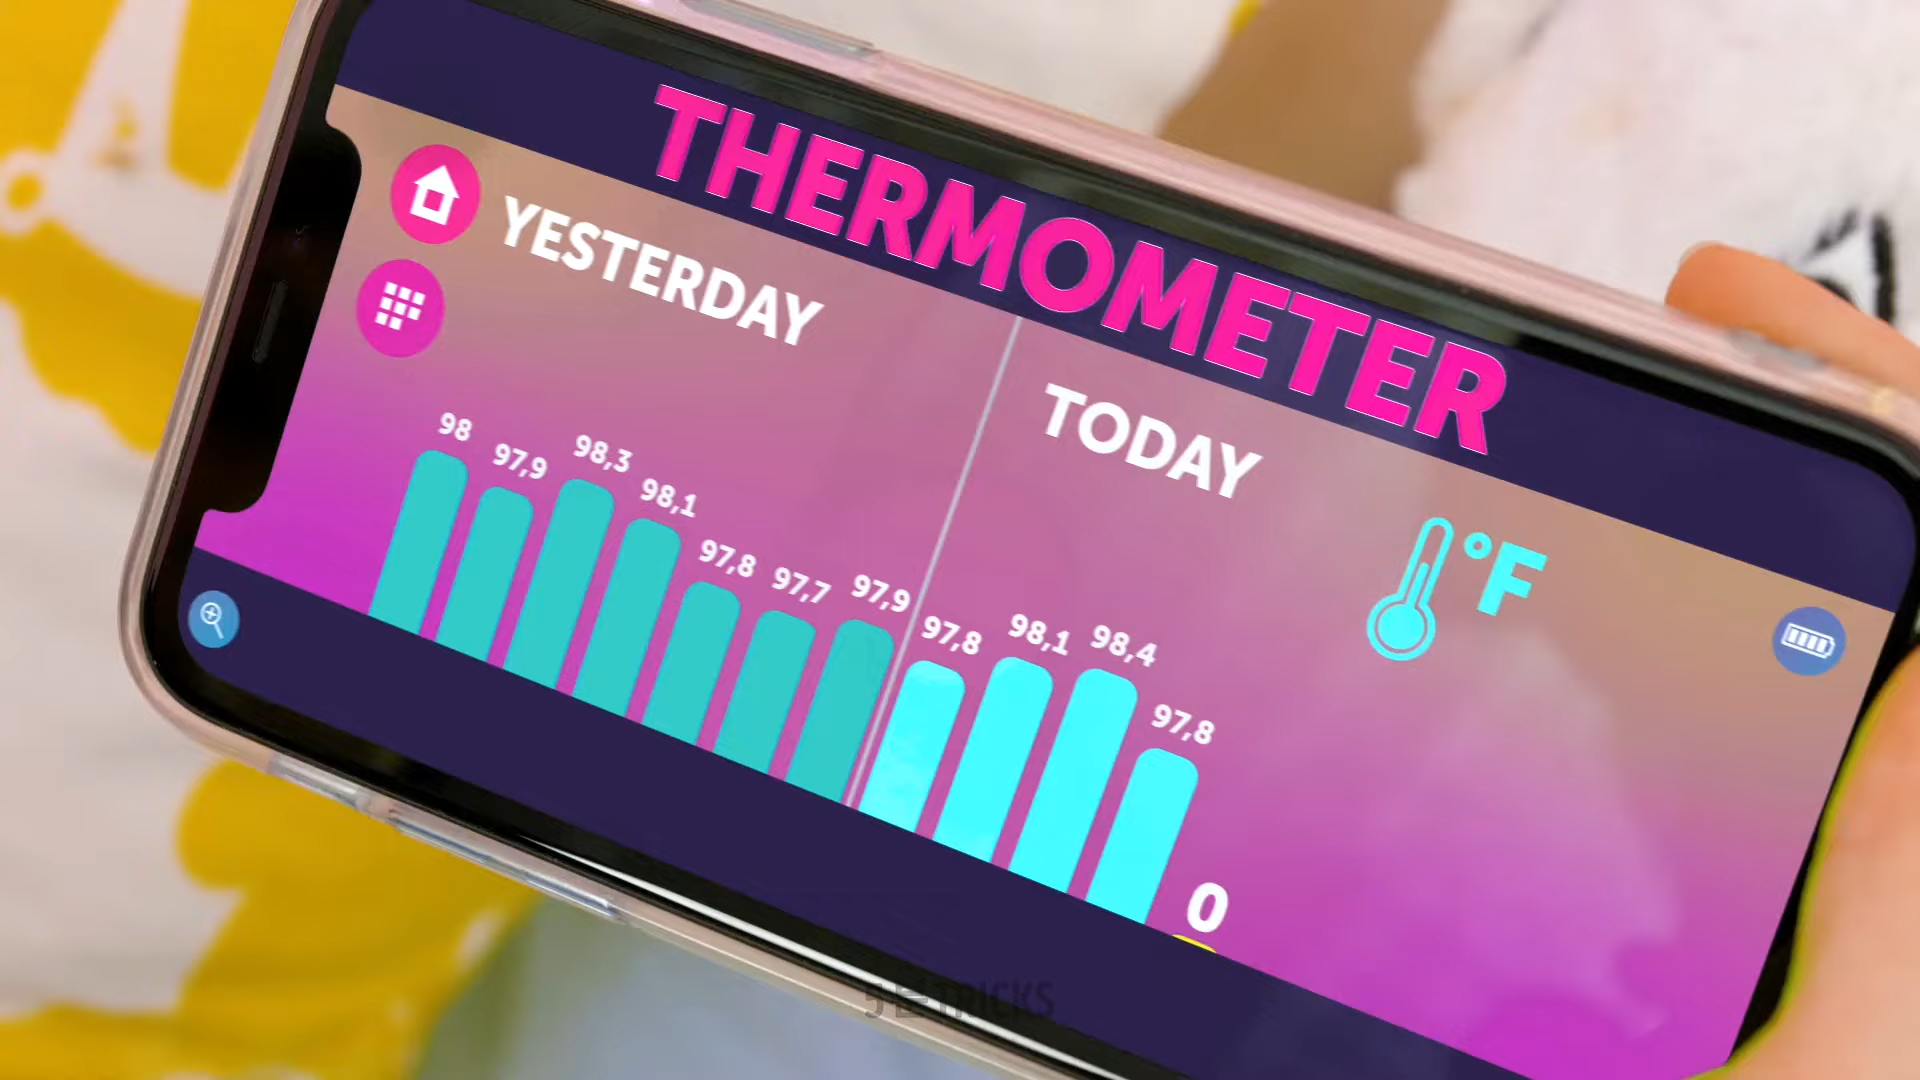 THERMOMETER
YESTERDAY
TODAY
98
97,9
98,3
98,1
97,8
97,7
97,9
97,8
98,1
98,4
97,8
0
°F
TRICKS